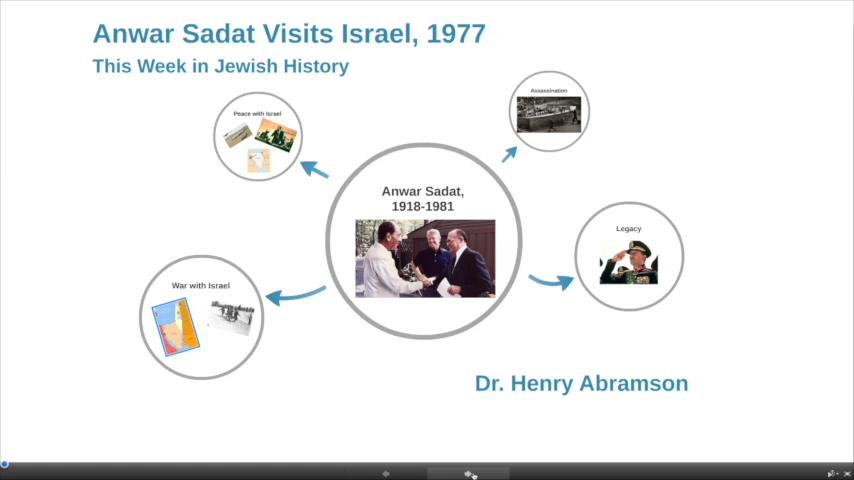 Anwar Sadat Visits Israel, 1977
This Week in Jewish History
Peace with Israel
Assassination
Anwar Sadat,
1918-1981
Legacy
War with Israel
Dr. Henry Abramson